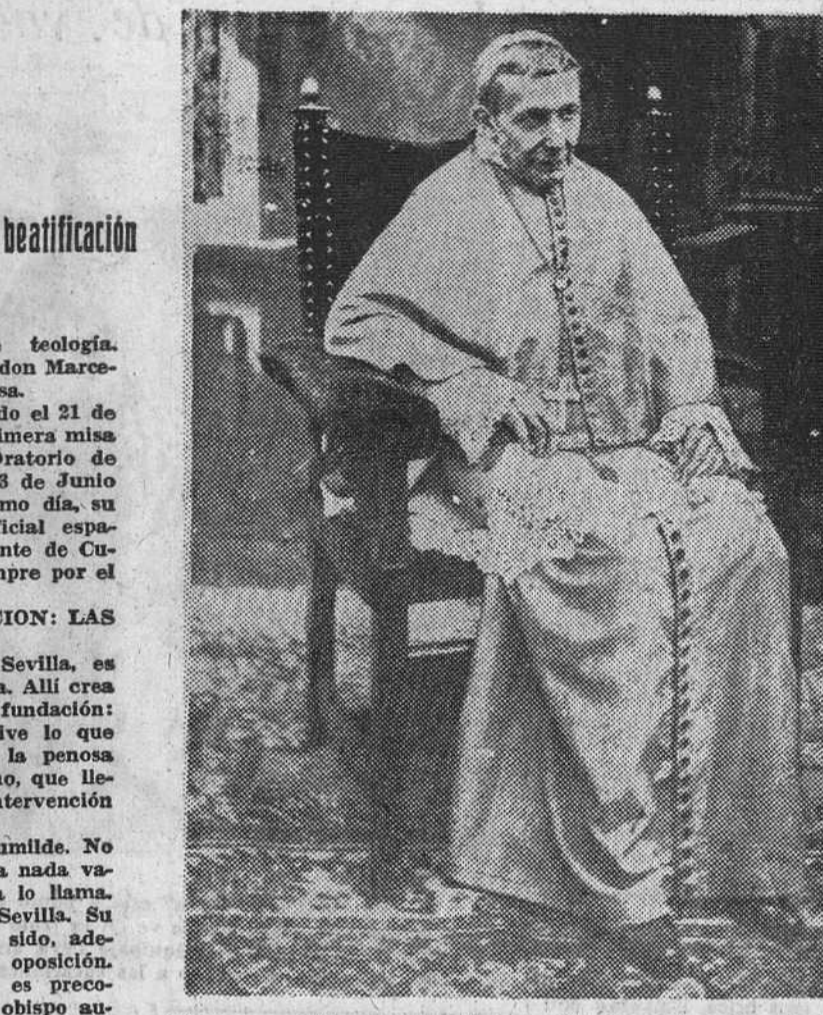 beatificación
teología.
don Marce-
sa.
do el 21 de
imera misa
Oratorio de
3 de Junio
mo día, su
ficial espa-
nte de Cu-
mpre por el
CION: LAS
Sevilla, es
a. Allí crea
fundación:
ive lo que
la penosa
no, que lle-
ntervención
umilde. No
a nada va-
a lo llama.
Sevilla. Su
sido, ade-
oposición.
es preco-
obispo au-